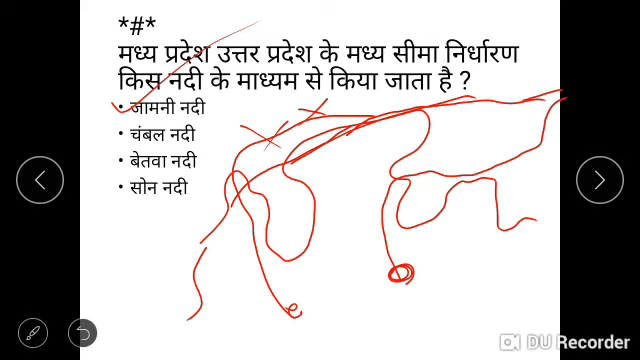 *#*
मध्य प्रदेश उत्तर प्रदेश के मध्य सीमा निर्धारण
किस नदी के माध्यम से किया जाता है ?
• जामनी नदी
• चंबल नदी
• बेतवा नदी
• सोन नदी
DU Recorder